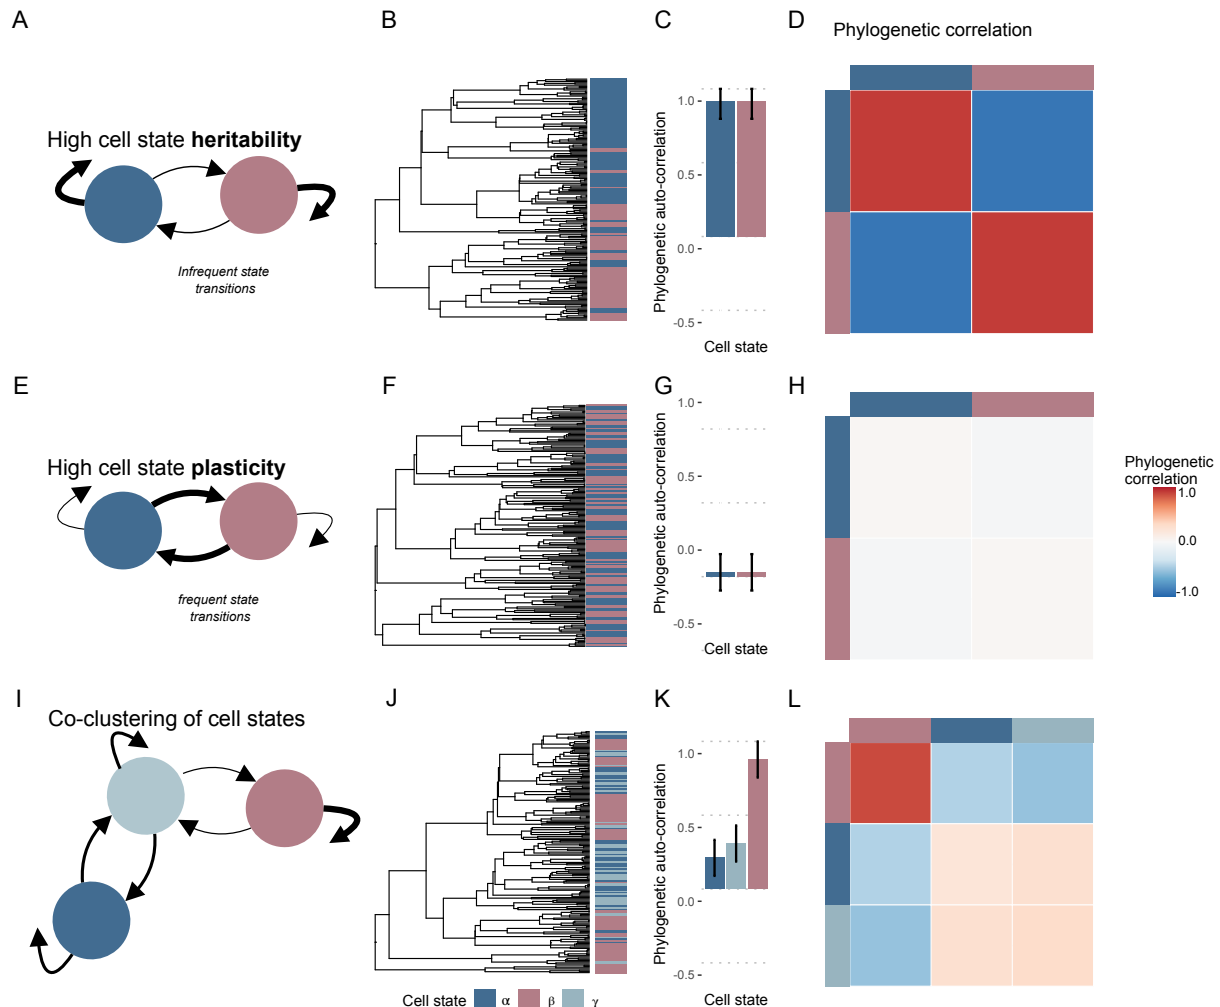 A
B
C
D
Phylogenetic correlation
High cell state heritability
Infrequent state
transitions
Phylogenetic auto-correlation
1.0
0.5
0.0
-0.5
Cell state
E
F
G
H
High cell state plasticity
frequent state
transitions
Phylogenetic auto-correlation
1.0
0.5
0.0
-0.5
Cell state
Phylogenetic
correlation
1.0
0.0
-1.0
I
J
K
L
Co-clustering of cell states
Phylogenetic auto-correlation
1.0
0.5
0.0
-0.5
Cell state
Cell state α β γ